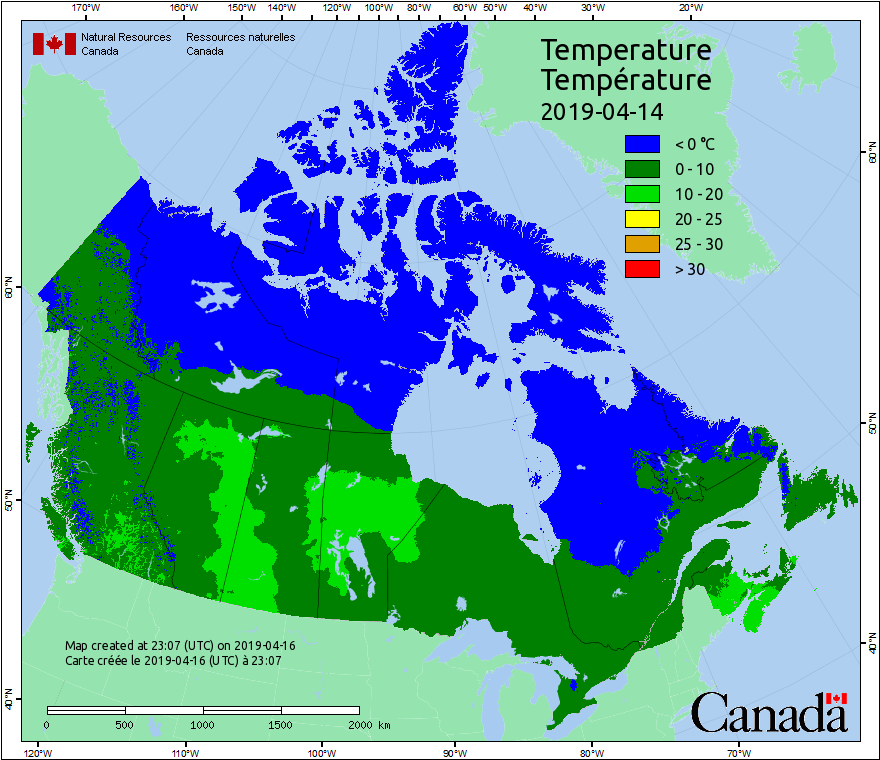 170°W 160°W 150°W 140°W 120°W 100°W 80°W 60°W 50°W 40°W 30°W 20°W
Natural Resources Ressources naturelles
Canada Canada
Temperature
Température
2019-04-14
< 0 °C
0 - 10
10 - 20
20 - 25
25 - 30
> 30
60°N
60°N
50°N
50°N
40°N
40°N
Map created at 23:07 (UTC) on 2019-04-16
Carte créée le 2019-04-16 (UTC) à 23:07
0 500 1000 1500 2000 km
Canada
120°W 110°W 100°W 90°W 80°W 70°W